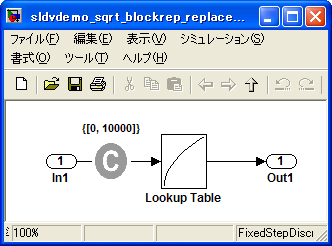 sldvdemo_sqrt_blockrep_replace...
ファイル(F) 編集(E) 表示(V) シミュレーション(S)
書式(O) ツール(T) ヘルプ(H)
{[0, 10000]}
1
C
1
In1
Out1
Lookup Table
100%
FixedStepDisc